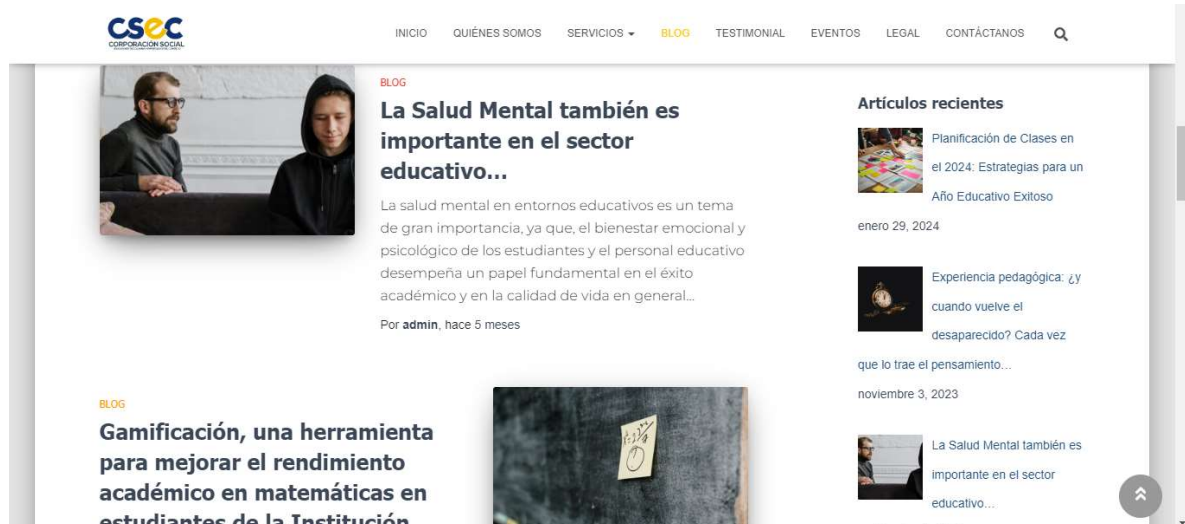 CSEC
CORPORACIÓN SOCIAL
INICIO QUIÉNES SOMOS SERVICIOS BLOG TESTIMONIAL EVENTOS LEGAL CONTÁCTANOS
BLOG
La Salud Mental también es
importante en el sector
educativo…
La salud mental en entornos educativos es un tema
de gran importancia, ya que, el bienestar emocional y
psicológico de los estudiantes y el personal educativo
desempeña un papel fundamental en el éxito
académico y en la calidad de vida en general…
Por admin, hace 5 meses
BLOG
Gamificación, una herramienta
para mejorar el rendimiento
académico en matemáticas en
estudiantes de la Institución
Artículos recientes
Planificación de Clases en
el 2024: Estrategias para un
Año Educativo Exitoso
enero 29, 2024
Experiencia pedagógica: ¿y
cuando vuelve el
desaparecido? Cada vez
que lo trae el pensamiento…
noviembre 3, 2023
La Salud Mental también es
importante en el sector
educativo…